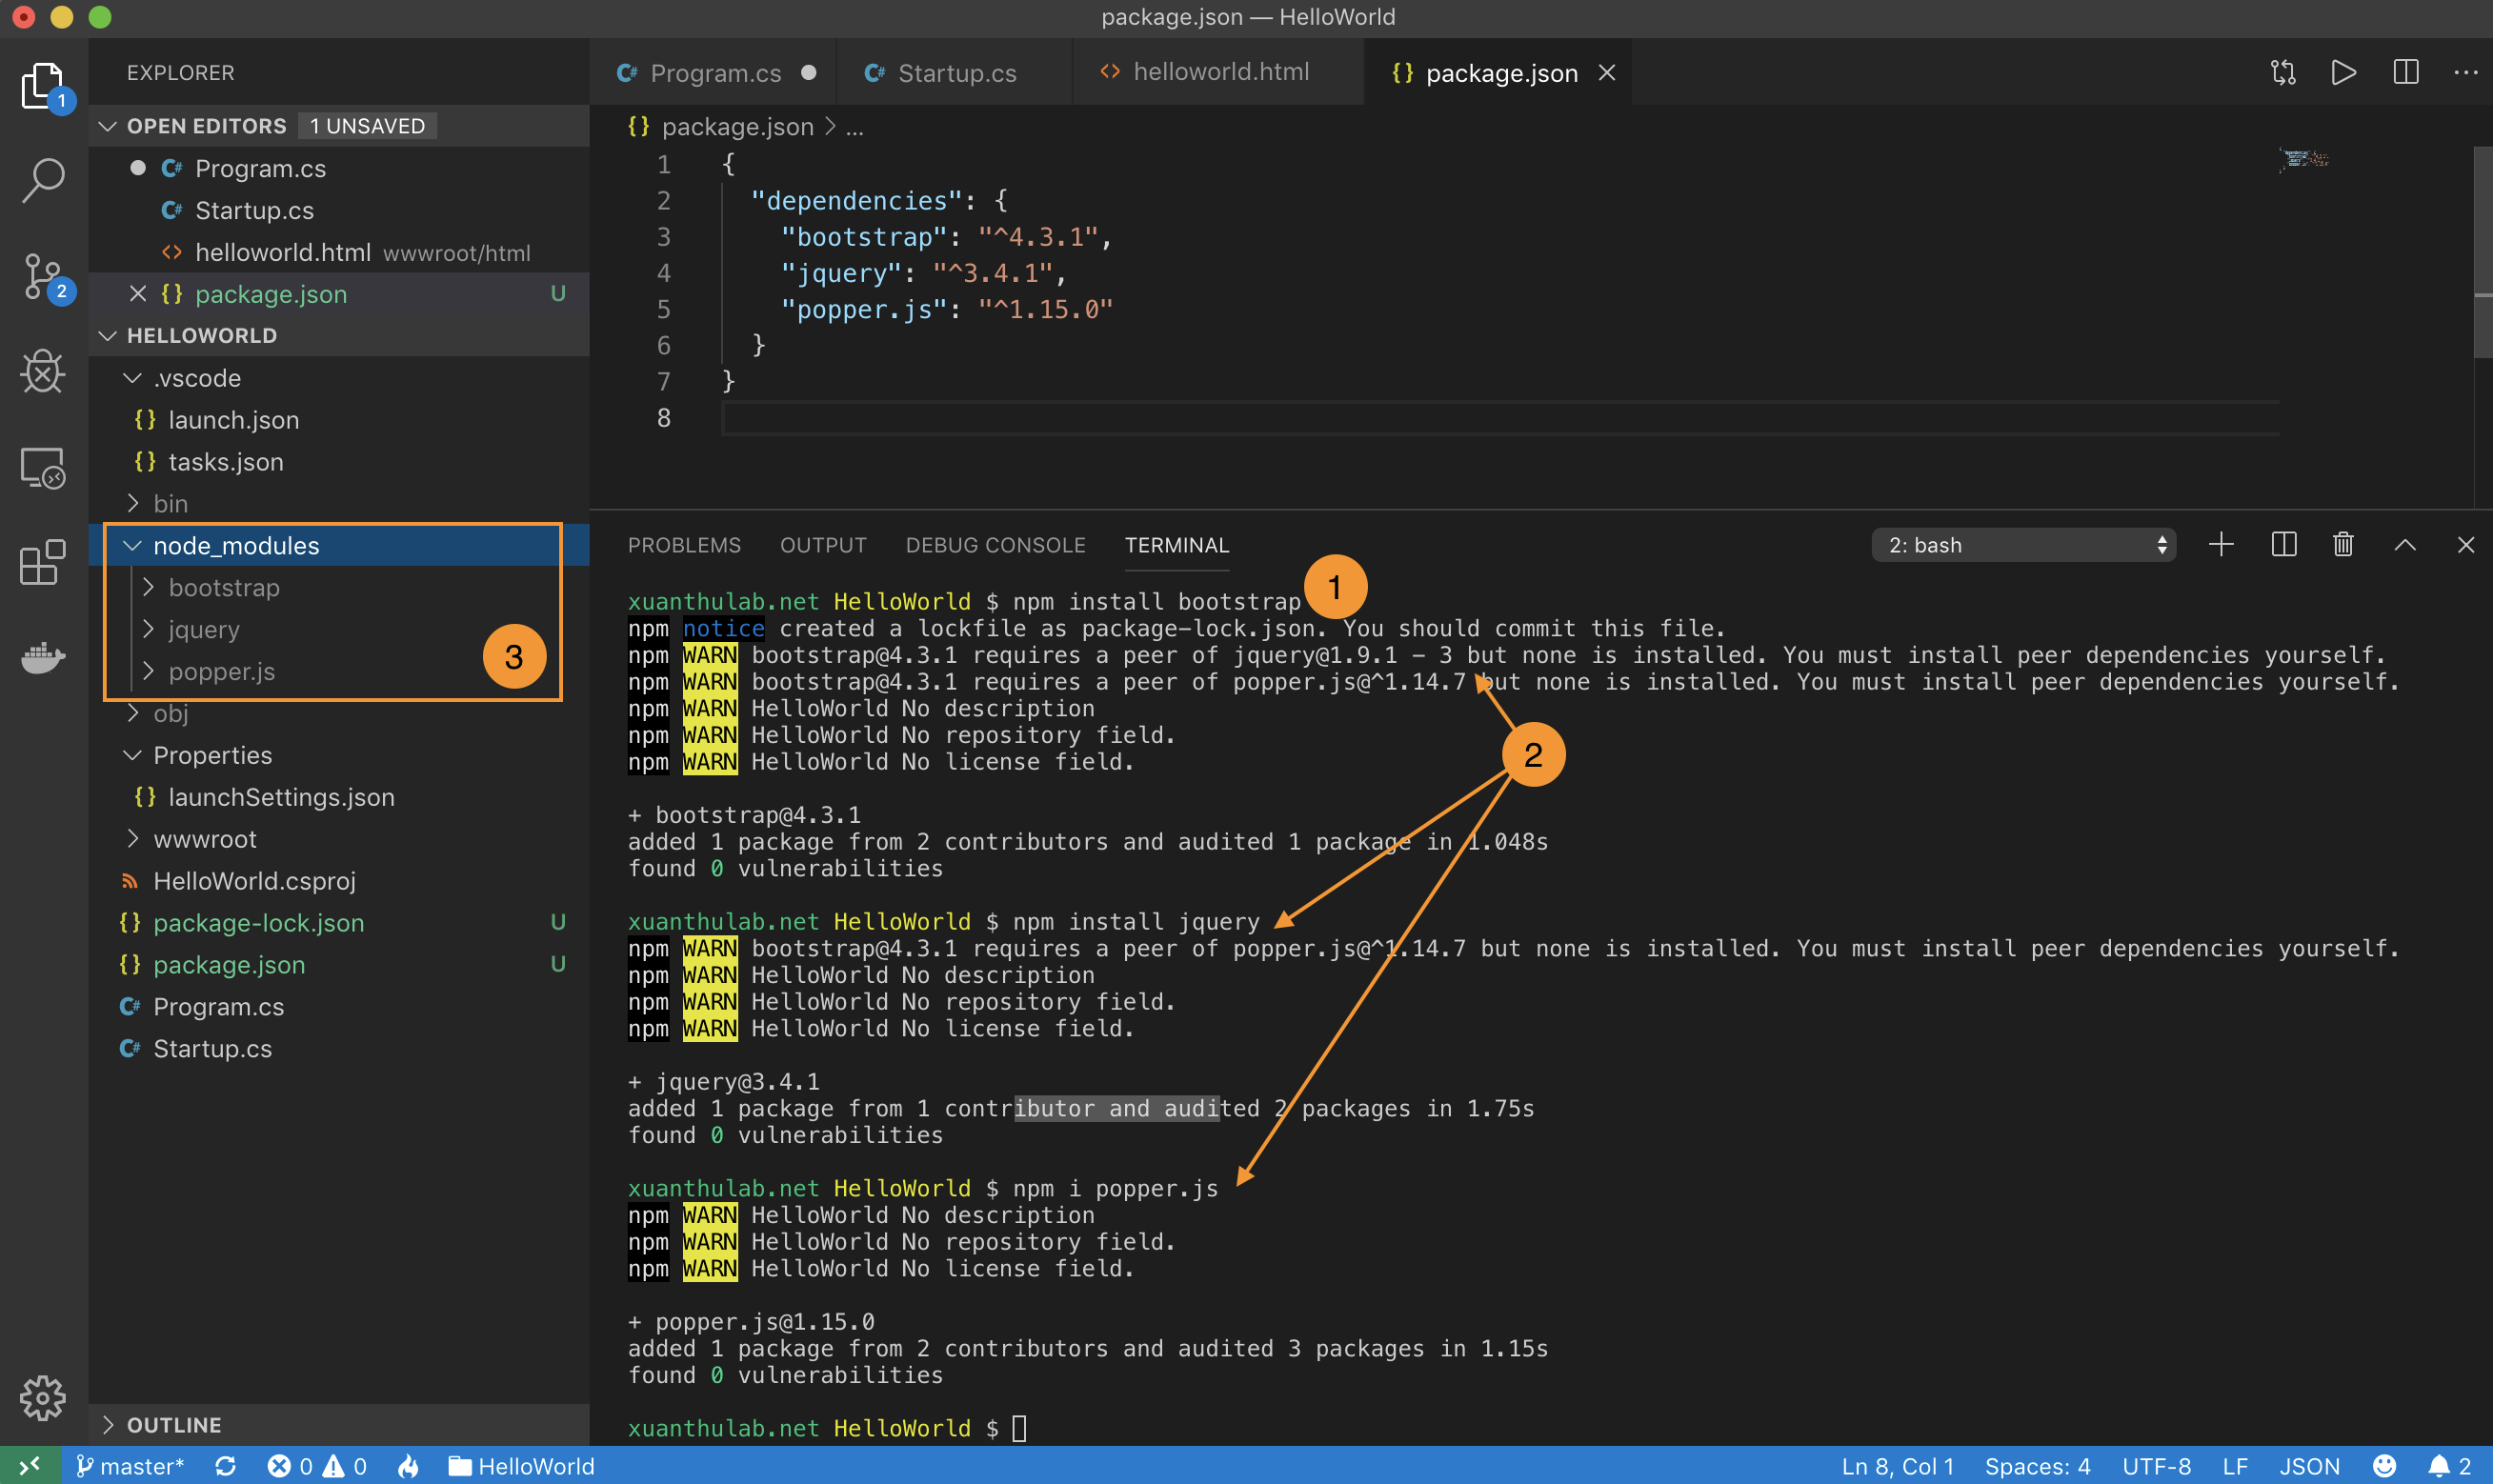 package.json — HelloWorld
EXPLORER
1
OPEN EDITORS 1 UNSAVED
Program.cs
Startup.cs
helloworld.html wwwroot/html
package.json U
2
HELLOWORLD
.vscode
launch.json
tasks.json
bin
node_modules
bootstrap
jquery
popper.js
3
obj
Properties
launchSettings.json
wwwroot
HelloWorld.csproj
package-lock.json U
package.json U
Program.cs
Startup.cs
OUTLINE
Program.cs Startup.cs helloworld.html package.json
package.json > ...
1 {
2 "dependencies": {
3 "bootstrap": "^4.3.1",
4 "jquery": "^3.4.1",
5 "popper.js": "^1.15.0"
6 }
7 }
8
PROBLEMS OUTPUT DEBUG CONSOLE TERMINAL 2: bash
xuanthulab.net HelloWorld $ npm install bootstrap 1
npm notice created a lockfile as package-lock.json. You should commit this file.
npm WARN bootstrap@4.3.1 requires a peer of jquery@1.9.1 - 3 but none is installed. You must install peer dependencies yourself.
npm WARN bootstrap@4.3.1 requires a peer of popper.js@^1.14.7 but none is installed. You must install peer dependencies yourself.
npm WARN HelloWorld No description
npm WARN HelloWorld No repository field.
npm WARN HelloWorld No license field.
2
+ bootstrap@4.3.1
added 1 package from 2 contributors and audited 1 package in 1.048s
found 0 vulnerabilities
xuanthulab.net HelloWorld $ npm install jquery
npm WARN bootstrap@4.3.1 requires a peer of popper.js@^1.14.7 but none is installed. You must install peer dependencies yourself.
npm WARN HelloWorld No description
npm WARN HelloWorld No repository field.
npm WARN HelloWorld No license field.
+ jquery@3.4.1
added 1 package from 1 contributor and audited 2 packages in 1.75s
found 0 vulnerabilities
xuanthulab.net HelloWorld $ npm i popper.js
npm WARN HelloWorld No description
npm WARN HelloWorld No repository field.
npm WARN HelloWorld No license field.
+ popper.js@1.15.0
added 1 package from 2 contributors and audited 3 packages in 1.15s
found 0 vulnerabilities
xuanthulab.net HelloWorld $
master* 0 0 HelloWorld Ln 8, Col 1 Spaces: 4 UTF-8 LF JSON 2